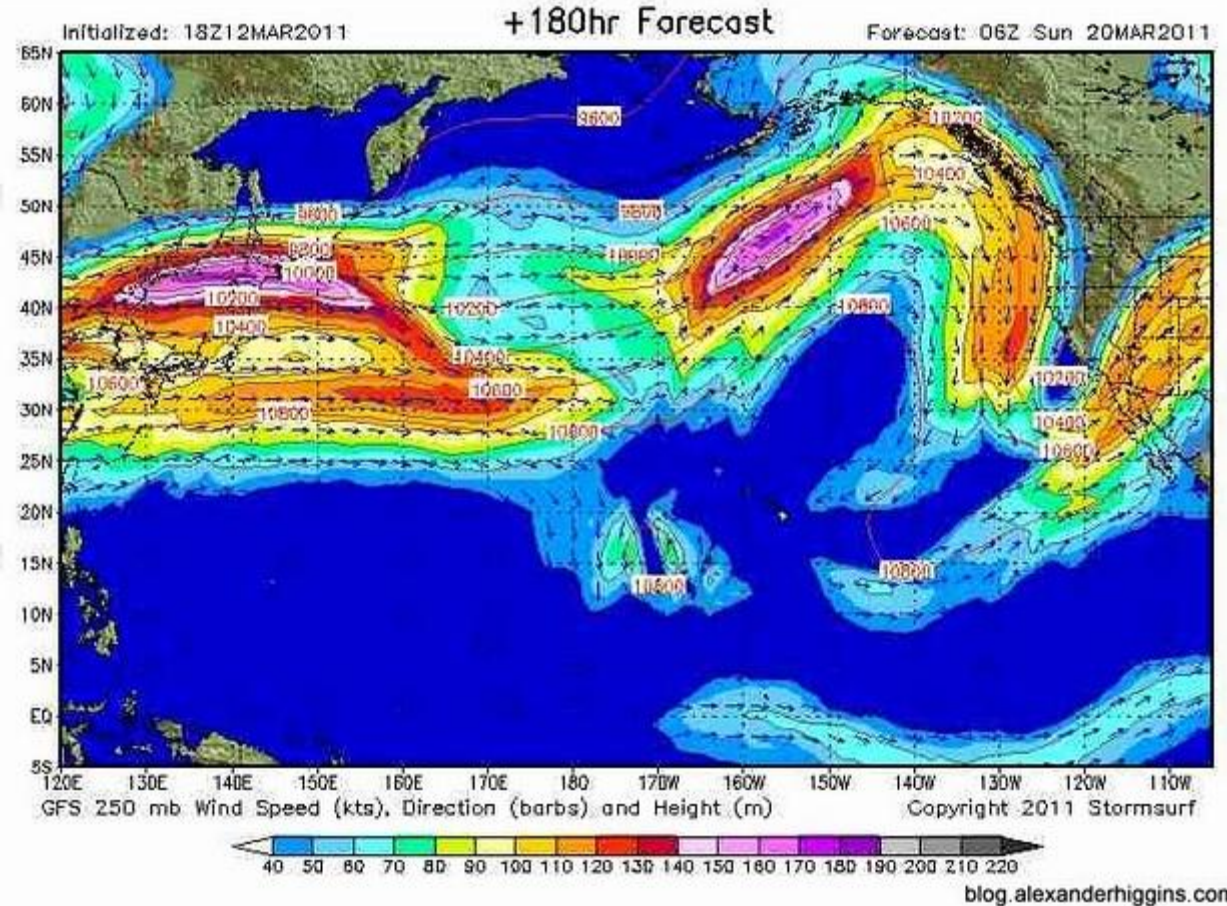 +180hr Forecast
Initialized: 18Z12MAR2011
Forecast: 06Z Sun 20MAR2011
65N
60N
9600
10200
55N
10400
50N
9800
9800
10600
45N
9800
10000
10000
40N
10200
10200
10800
10400
35N
10400
10600
10600
10200
30N
10800
10400
10800
10600
25N
20N
15N
10800
10800
10N
5N
EQ
5S
120E 130E 140E 150E 160E 170E 180 170W 160W 150W 140W 130W 120W 110W
GFS 250 mb Wind Speed (kts), Direction (barbs) and Height (m)
Copyright 2011 Stormsurf
40 50 60 70 80 90 100 110 120 130 140 150 160 170 180 190 200 210 220
blog.alexanderhiggins.com